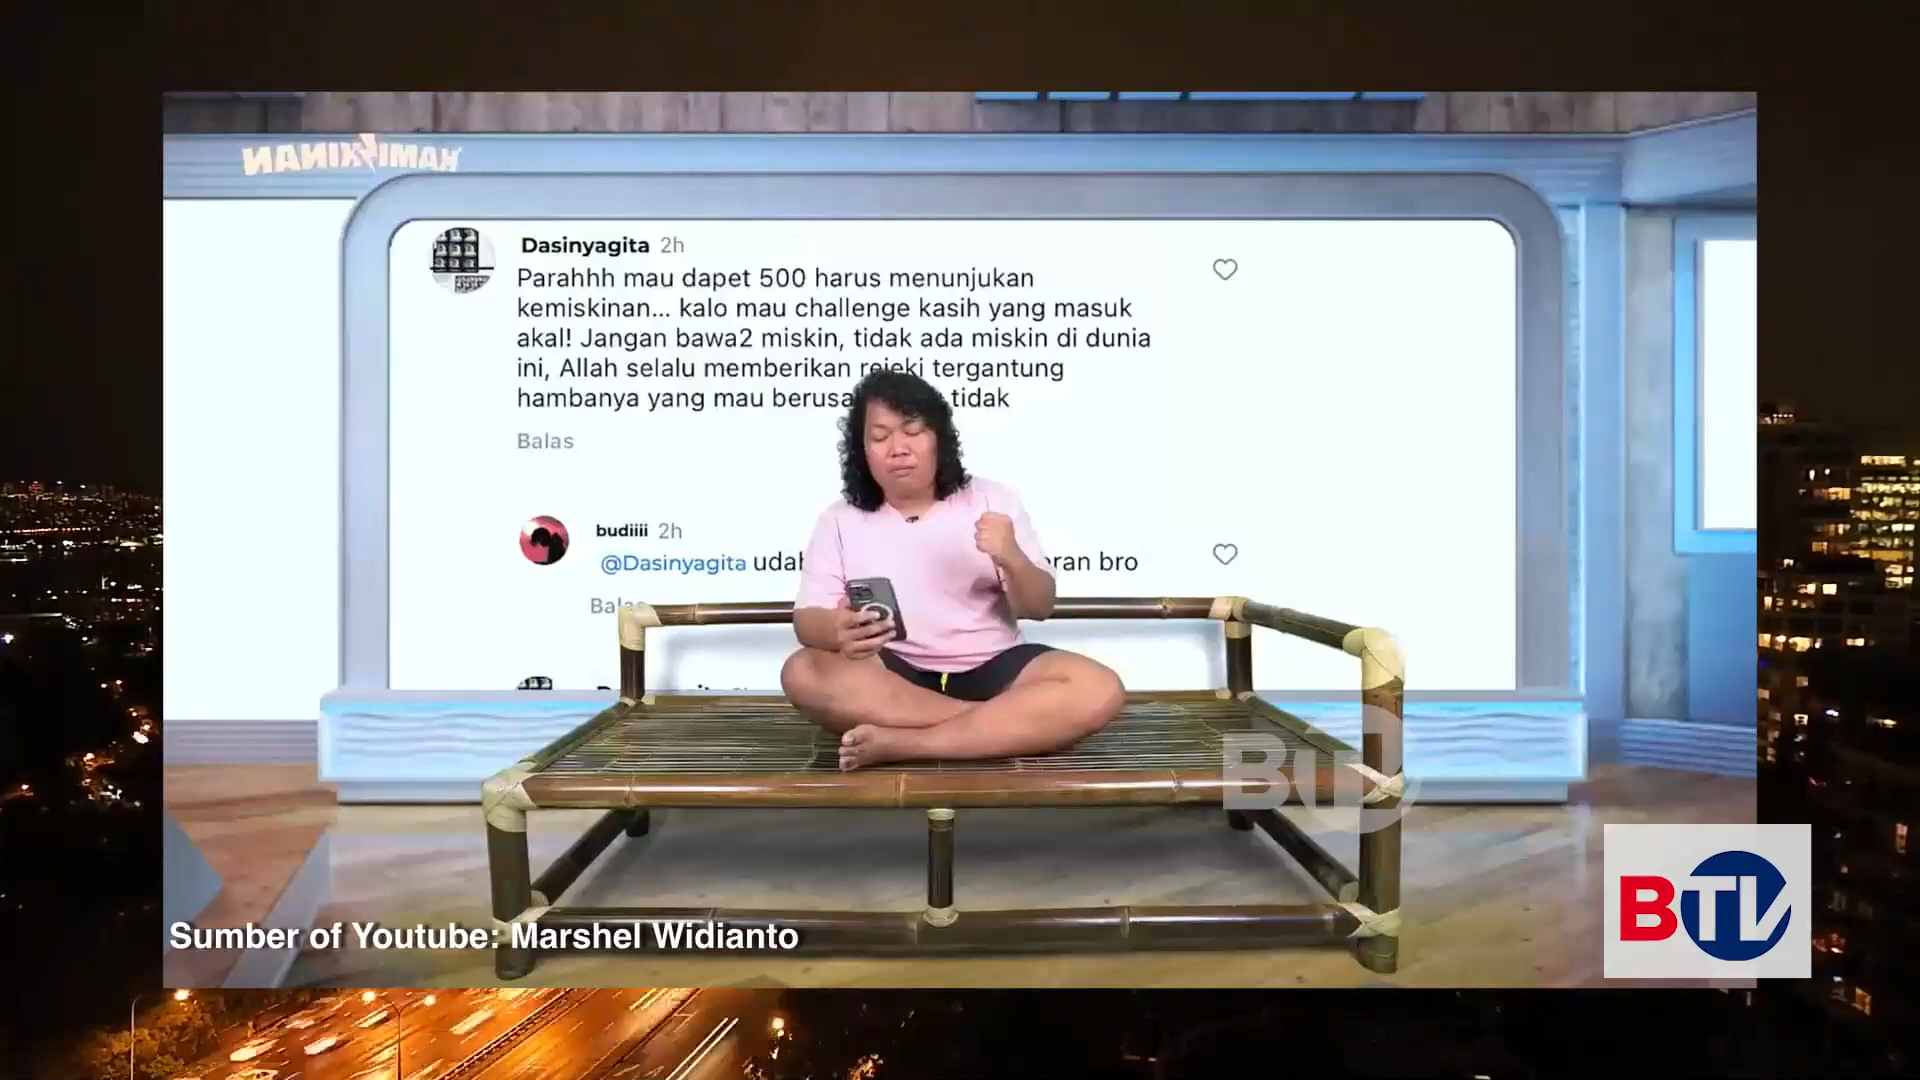 KAMIKINAN
Dasinyagita 2h
Parahhh mau dapet 500 harus menunjukan
kemiskinan... kalo mau challenge kasih yang masuk
akal! Jangan bawa2 miskin, tidak ada miskin di dunia
ini, Allah selalu memberikan rejeki tergantung
hambanya yang mau berusa tidak
Balas
budiiii 2h
@Dasinyagita udah ran bro
Balas
BTV
BTV
Sumber of Youtube: Marshel Widianto